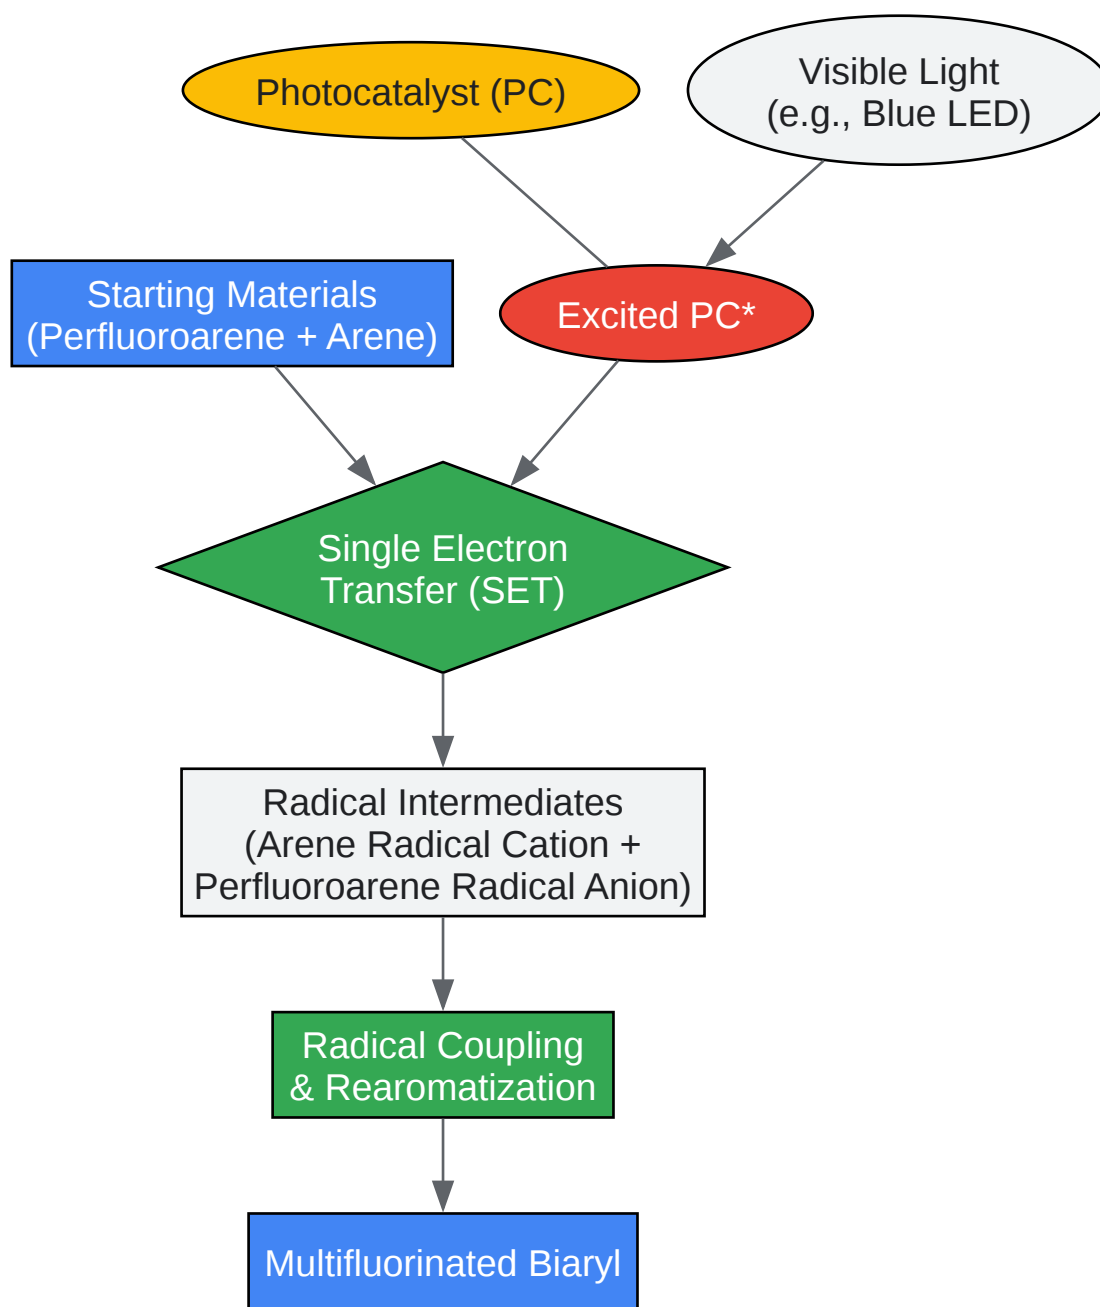 Photocatalyst (PC)
Visible Light
(e.g., Blue LED)
Starting Materials
(Perfluoroarene + Arene)
Excited PC*
Single Electron
Transfer (SET)
Radical Intermediates
(Arene Radical Cation +
Perfluoroarene Radical Anion)
Radical Coupling
& Rearomatization
Multifluorinated Biaryl